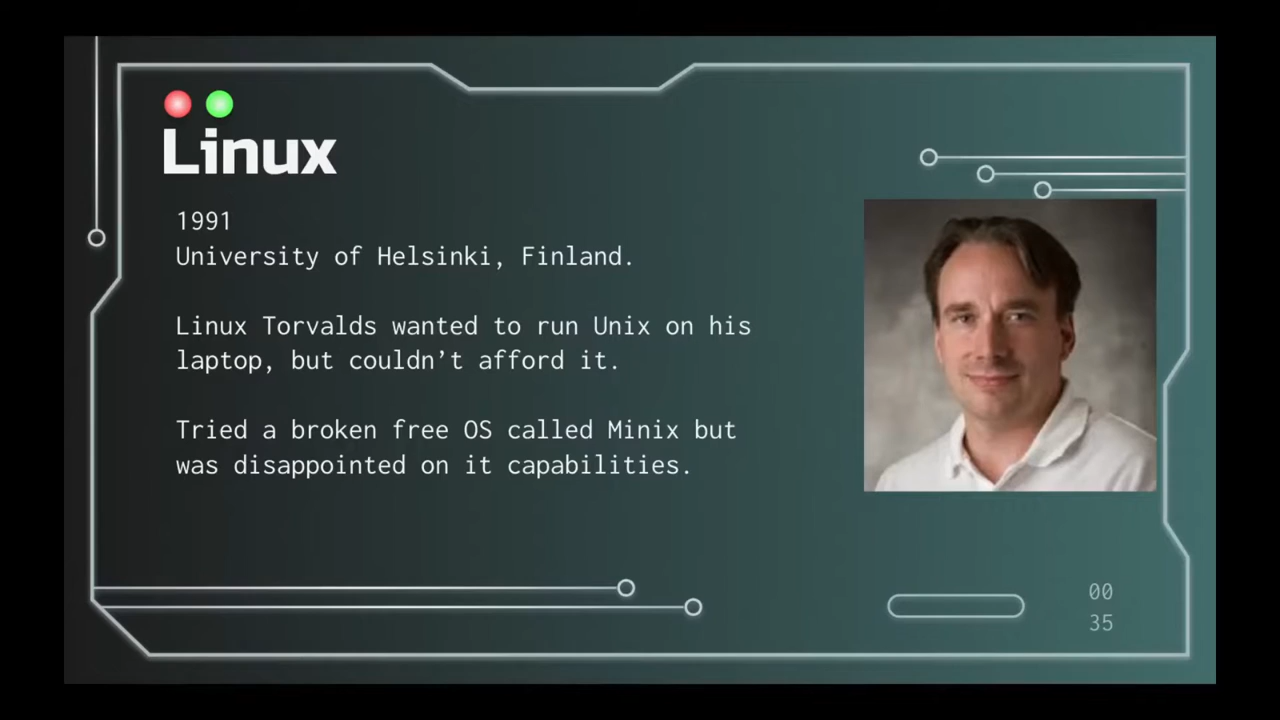 Linux
1991
University of Helsinki, Finland.
Linux Torvalds wanted to run Unix on his
laptop, but couldn’t afford it.
Tried a broken free OS called Minix but
was disappointed on it capabilities.
00
35